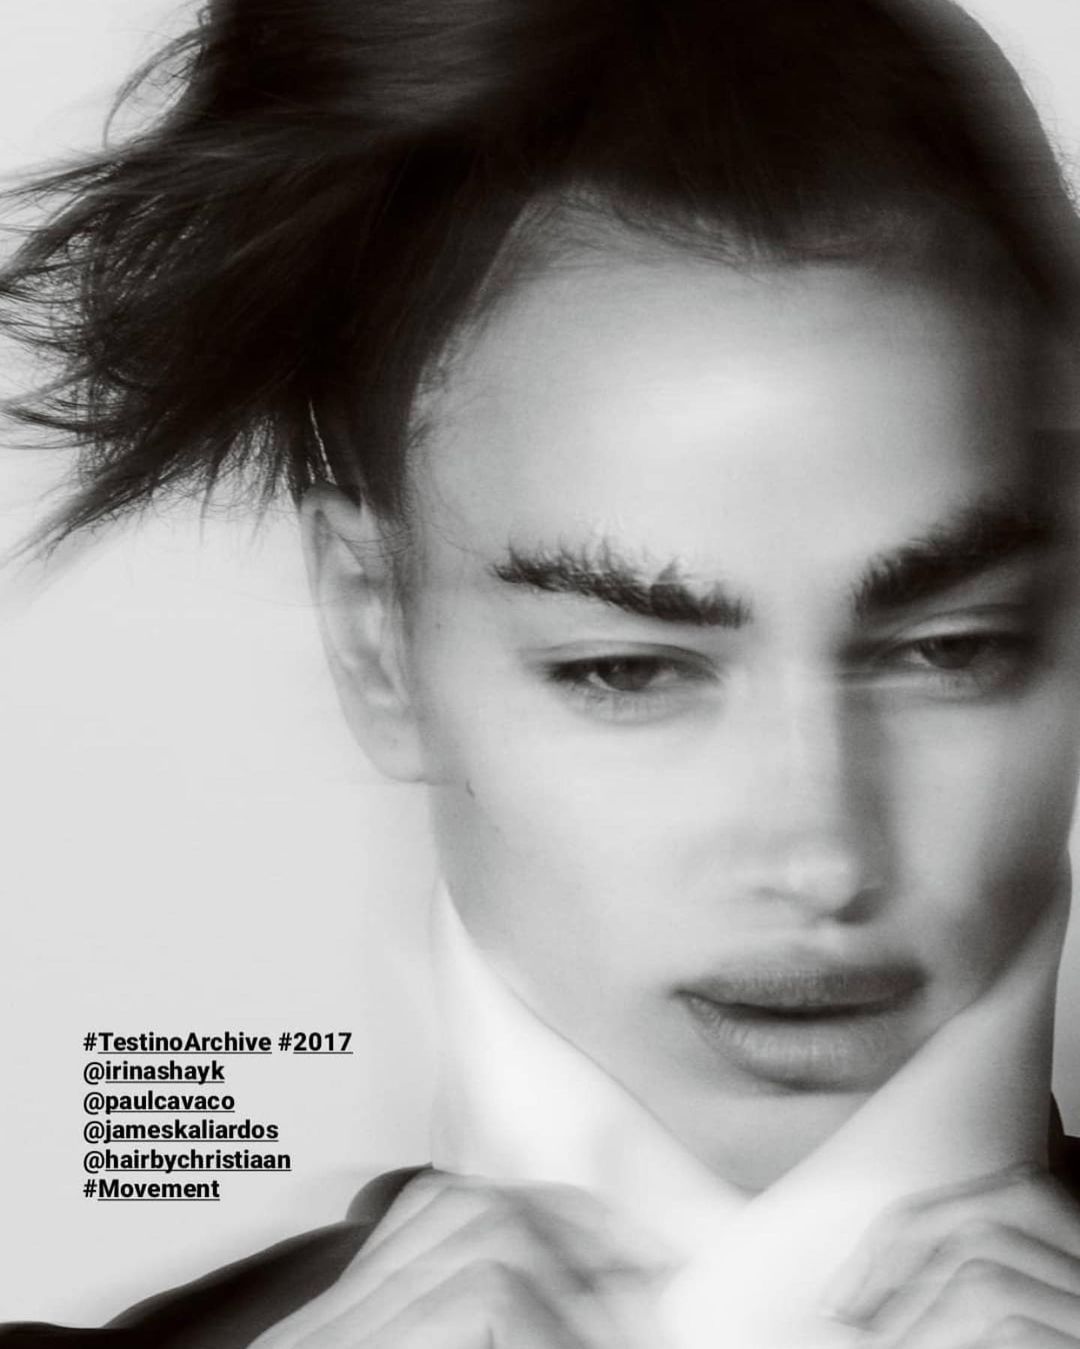 #TestinoArchive #2017
@irinashayk
@paulcavaco
@jameskaliardos
@hairbychristiaan
#Movement